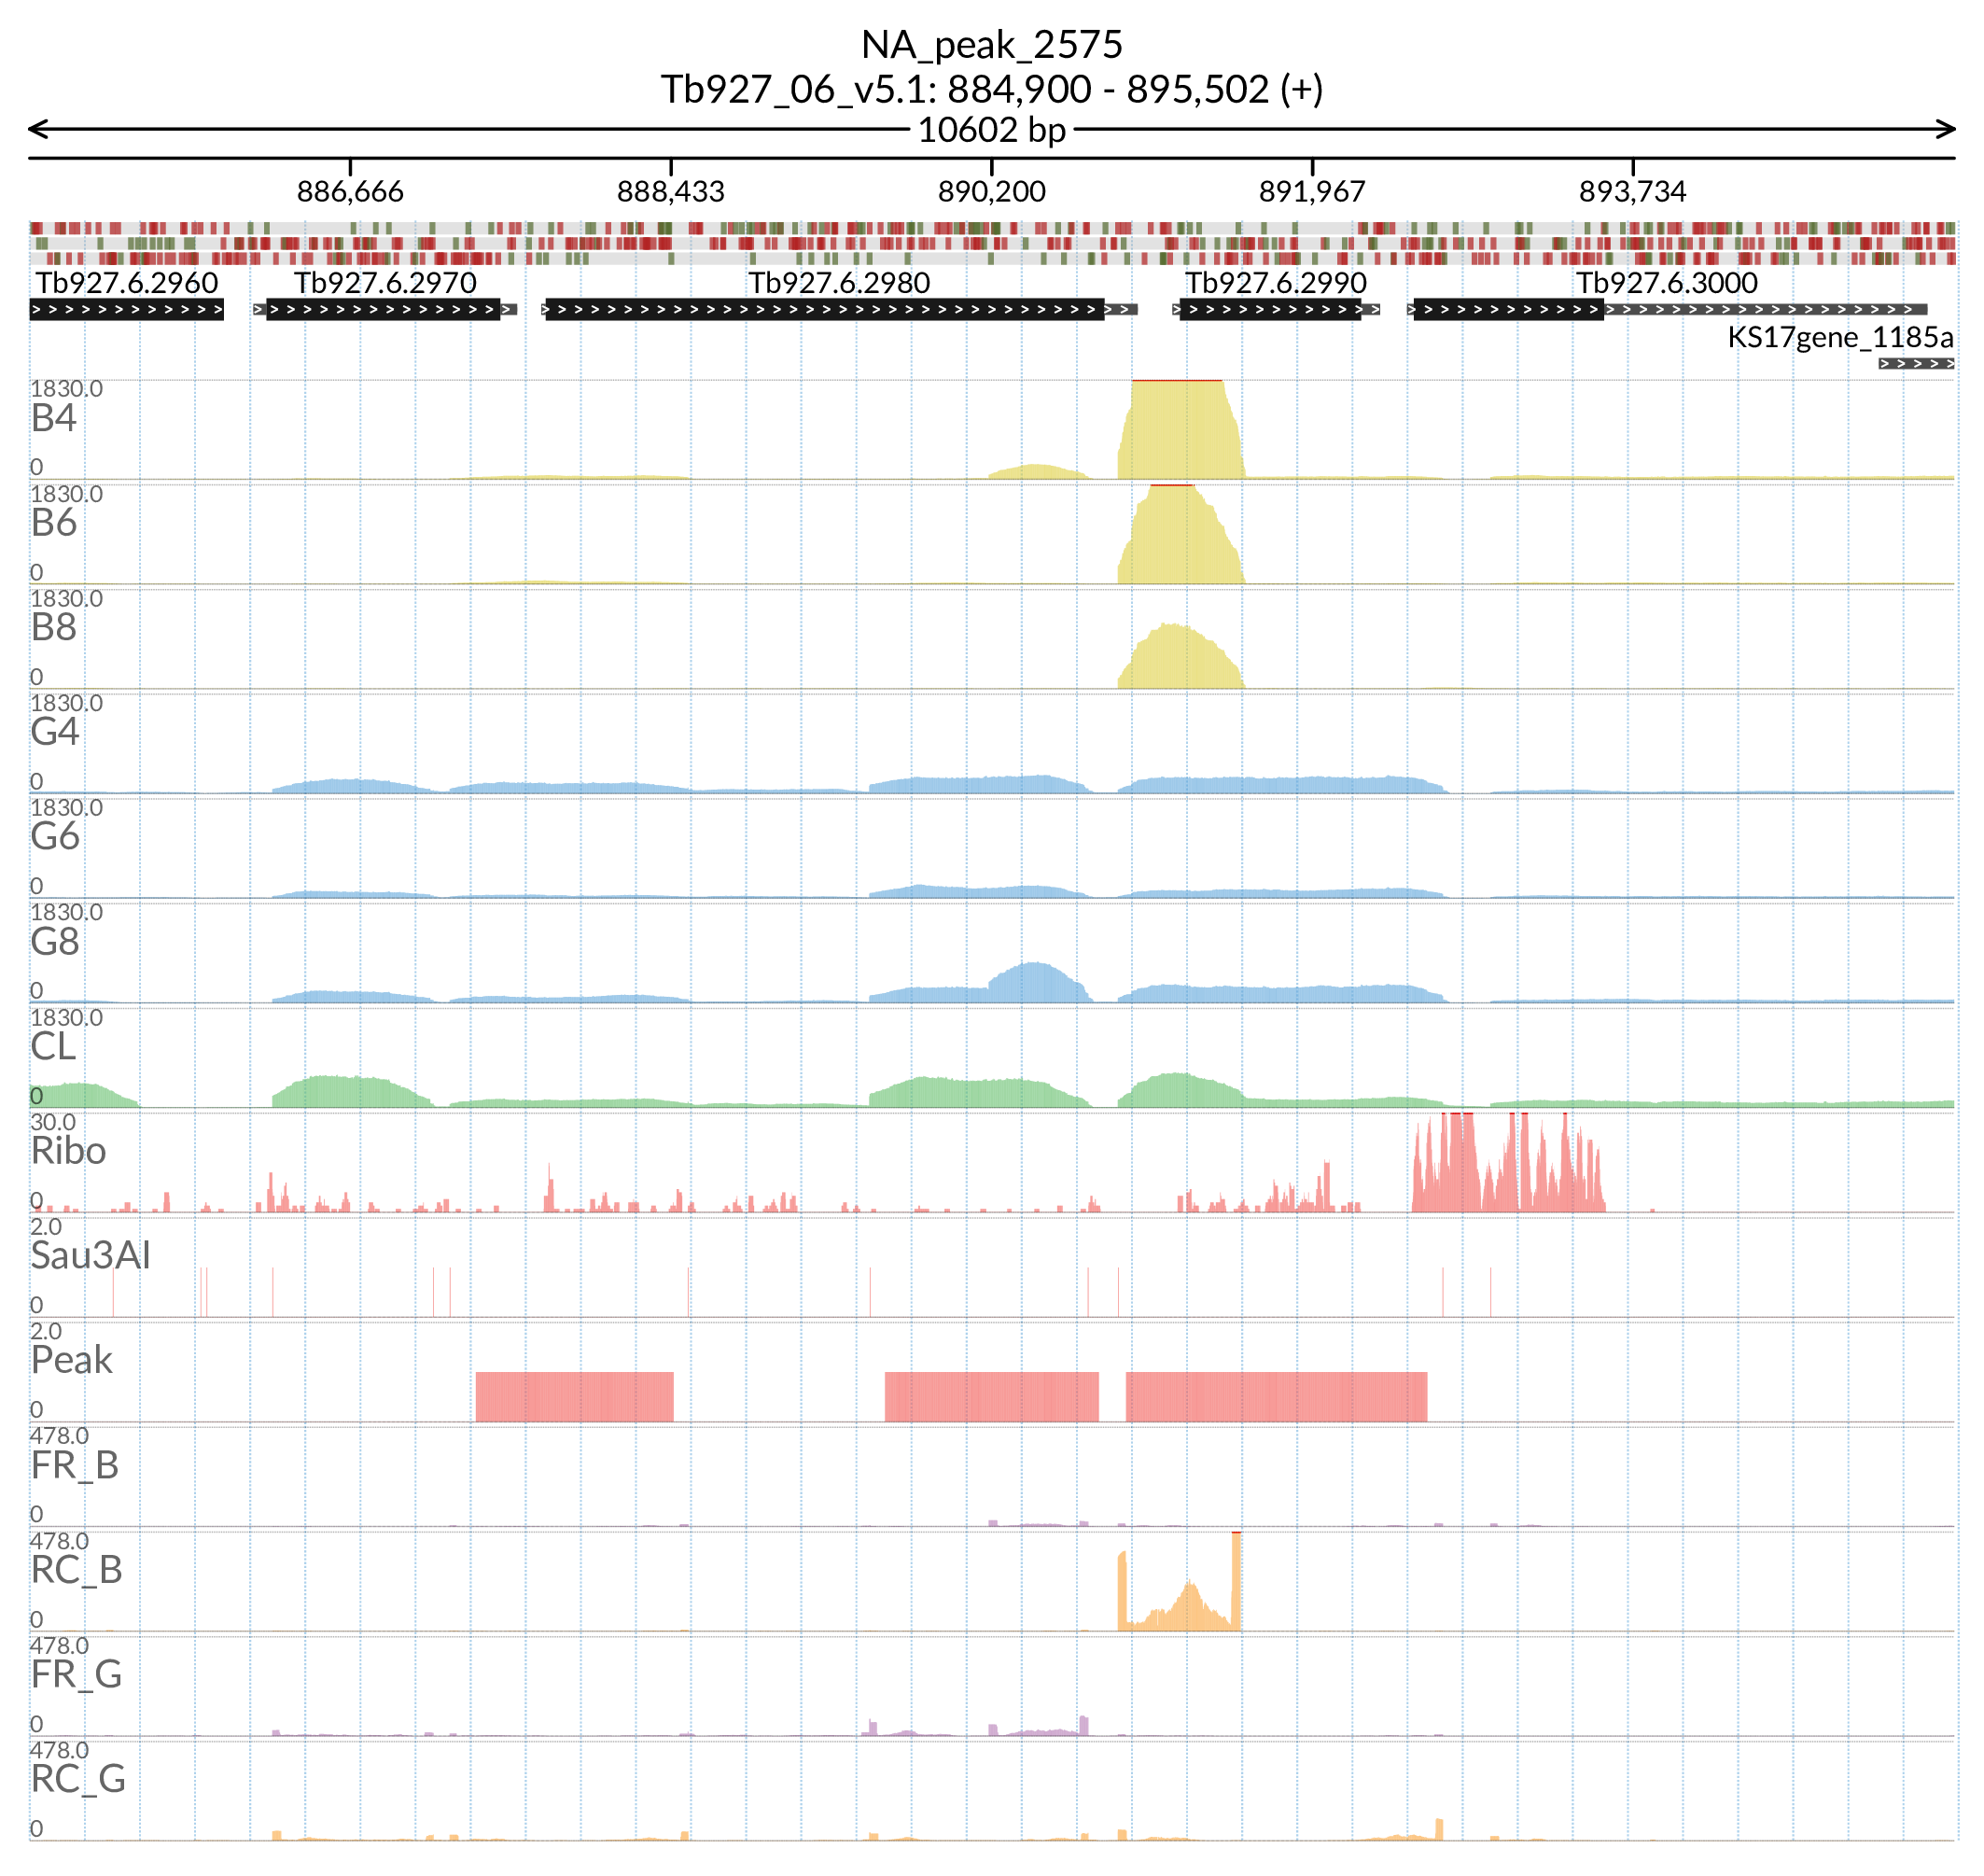 NA_peak_2575
Tb927_06_v5.1: 884,900 - 895,502 (+)
10602 bp
886,666 888,433 890,200 891,967 893,734
Tb927.6.2960 Tb927.6.2970 Tb927.6.2980 Tb927.6.2990 Tb927.6.3000
KS17gene_1185a
1830.0
B4
0
1830.0
B6
0
1830.0
B8
0
1830.0
G4
0
1830.0
G6
0
1830.0
G8
0
1830.0
CL
0
30.0
Ribo
0
2.0
Sau3AI
0
2.0
Peak
0
478.0
FR_B
0
478.0
RC_B
0
478.0
FR_G
0
478.0
RC_G
0